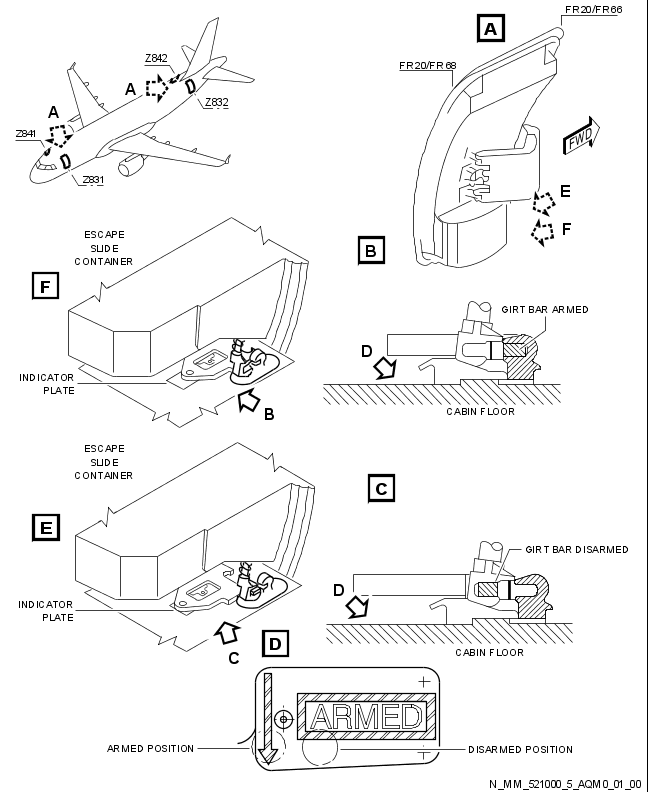 FR20/FR66
A
Z842
FR20/FR68
A
Z832
A
Z841
FWD
Z831
E
F
ESCAPE
SLIDE
CONTAINER
B
F
GIRT BAR ARMED
D
INDICATOR
PLATE
B
CABIN FLOOR
ESCAPE
SLIDE
CONTAINER
C
E
GIRT BAR DISARMED
D
INDICATOR
PLATE
C
D
CABIN FLOOR
ARMED
ARMED POSITION
DISARMED POSITION
N_MM_521000_5_AQM0_01_00